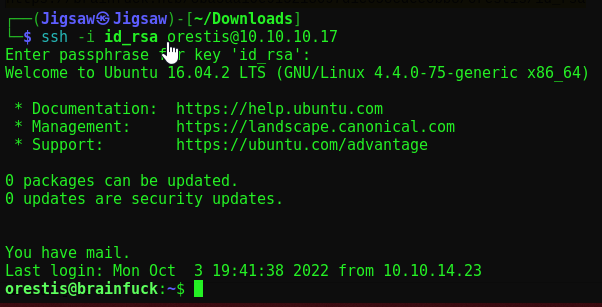 ┌──(Jigsaw㉿Jigsaw)-[~/Downloads]
└─$ ssh -i id_rsa orestis@10.10.10.17
Enter passphrase for key 'id_rsa':
Welcome to Ubuntu 16.04.2 LTS (GNU/Linux 4.4.0-75-generic x86_64)
* Documentation:  https://help.ubuntu.com
* Management:     https://landscape.canonical.com
* Support:        https://ubuntu.com/advantage
0 packages can be updated.
0 updates are security updates.
You have mail.
Last login: Mon Oct  3 19:41:38 2022 from 10.10.14.23
orestis@brainfuck:~$